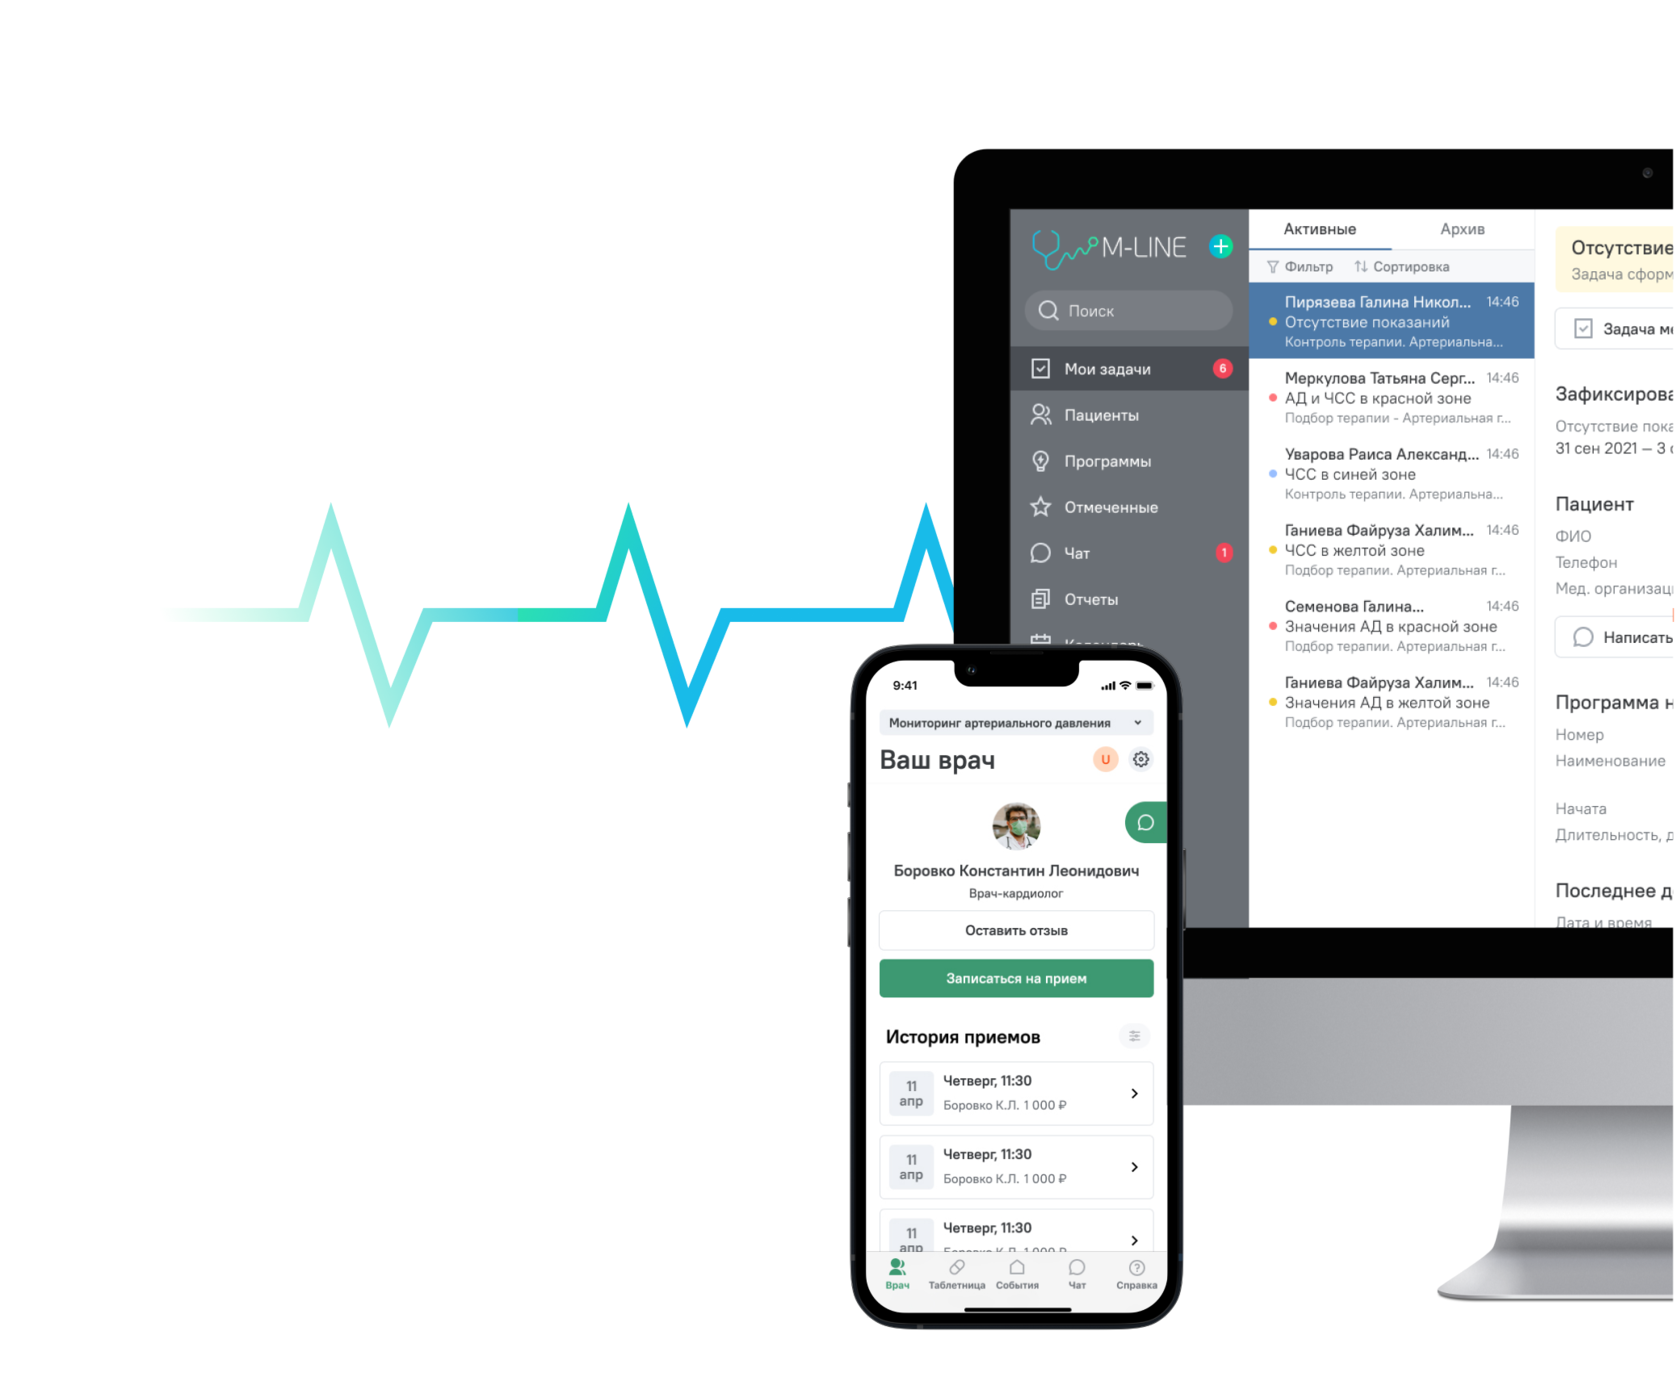 M-LINE
Поиск
Мои задачи 6
Пациенты
Программы
Отмеченные
Чат 1
Отчеты
Календарь
Активные Архив
Фильтр Сортировка
Пирязева Галина Никол... 14:46
Отсутствие показаний
Контроль терапии. Артериальна...
Меркулова Татьяна Серг... 14:46
АД и ЧСС в красной зоне
Подбор терапии - Артериальная г...
Уварова Раиса Александ... 14:46
ЧСС в синей зоне
Контроль терапии. Артериальна...
Ганиева Файруза Халим... 14:46
ЧСС в желтой зоне
Подбор терапии. Артериальная г...
Семенова Галина... 14:46
Значения АД в красной зоне
Подбор терапии. Артериальная г...
Ганиева Файруза Халим... 14:46
Значения АД в желтой зоне
Подбор терапии. Артериальная г...
Отсутствие
Задача сформ
Задача м
Зафиксирова
Отсутствие пока
31 сен 2021 – 3 с
Пациент
ФИО
Телефон
Мед. организац
Написать
Программа н
Номер
Наименование
Начата
Длительность, д
Последнее д
Дата и время
9:41
Мониторинг артериального давления
Ваш врач U
Боровко Константин Леонидович
Врач-кардиолог
Оставить отзыв
Записаться на прием
История приемов
11 апр
Четверг, 11:30
Боровко К.Л. 1 000 ₽
11 апр
Четверг, 11:30
Боровко К.Л. 1 000 ₽
11 апр
Четверг, 11:30
Боровко К.Л. 1 000 ₽
Врач Таблетница События Чат Справка